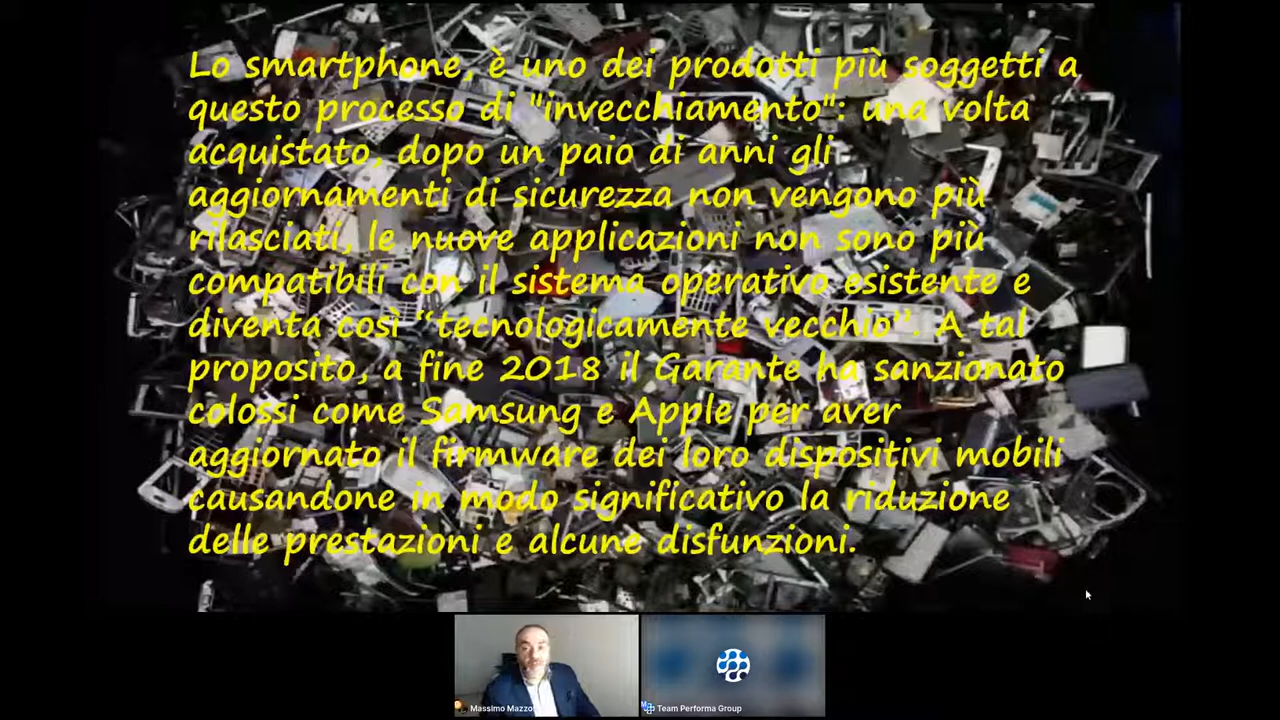 Lo smartphone, è uno dei prodotti più soggetti a
questo processo di "invecchiamento": una volta
acquistato, dopo un paio di anni gli
aggiornamenti di sicurezza non vengono più
rilasciati, le nuove applicazioni non sono più
compatibili con il sistema operativo esistente e
diventa così “tecnologicamente vecchio”. A tal
proposito, a fine 2018 il Garante ha sanzionato
colossi come Samsung e Apple per aver
aggiornato il firmware dei loro dispositivi mobili
causandone in modo significativo la riduzione
delle prestazioni e alcune disfunzioni.
Massimo
Team Performa Group